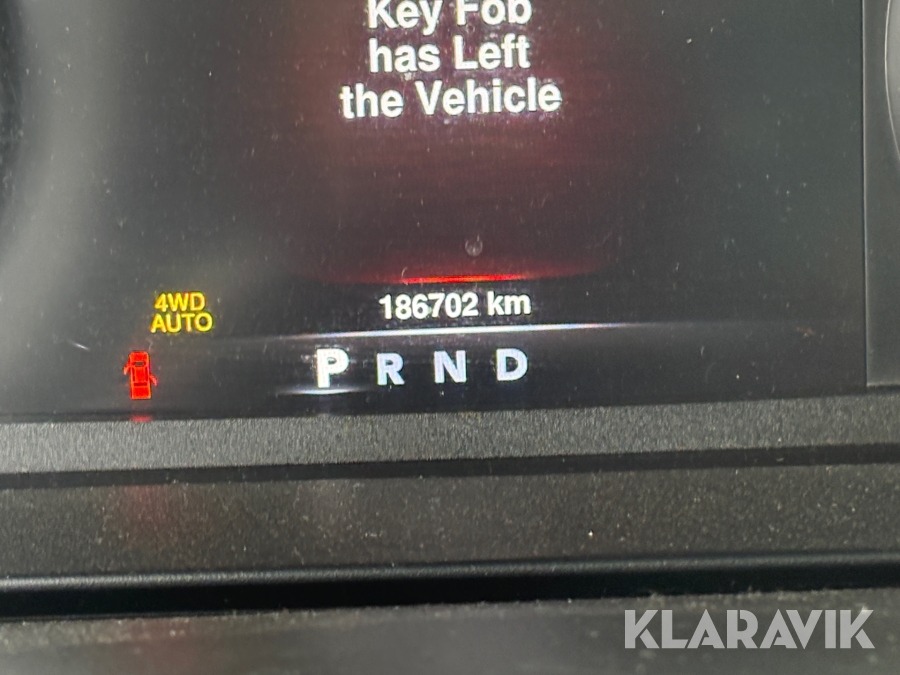 Key Fob
has Left
the Vehicle
186702 km
4WD
AUTO
P R N D
KLARAVIK